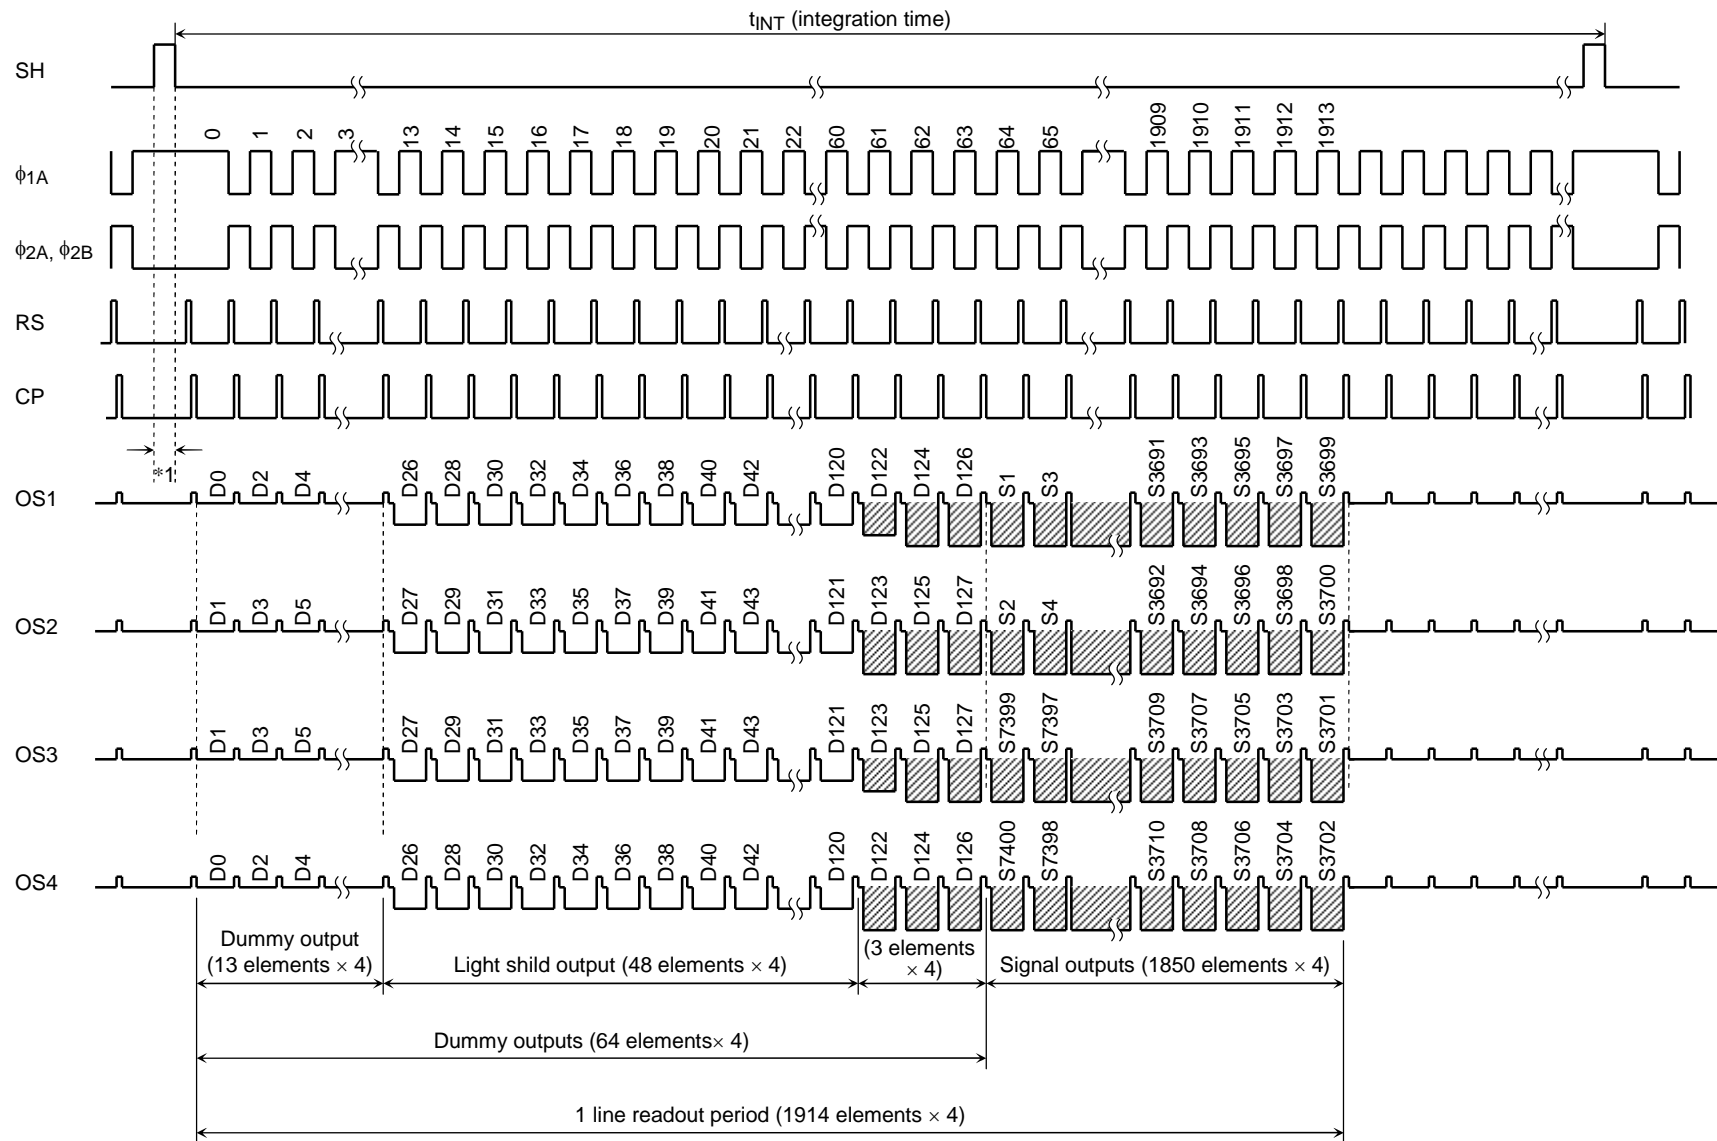 tINT (integration time)
SH
0 1 2 3 13 14 15 16 17 18 19 20 21 22 60 61 62 63 64 65 1909 1910 1911 1912 1913
ϕ1A
ϕ2A, ϕ2B
RS
CP
*1
D0 D2 D4 D26 D28 D30 D32 D34 D36 D38 D40 D42 D120 D122 D124 D126 S1 S3 S3691 S3693 S3695 S3697 S3699
OS1
D1 D3 D5 D27 D29 D31 D33 D35 D37 D39 D41 D43 D121 D123 D125 D127 S2 S4 S3692 S3694 S3696 S3698 S3700
OS2
D1 D3 D5 D27 D29 D31 D33 D35 D37 D39 D41 D43 D121 D123 D125 D127 S7399 S7397 S3709 S3707 S3705 S3703 S3701
OS3
D0 D2 D4 D26 D28 D30 D32 D34 D36 D38 D40 D42 D120 D122 D124 D126 S7400 S7398 S3710 S3708 S3706 S3704 S3702
OS4
Dummy output
(13 elements × 4)
Light shild output (48 elements × 4)
(3 elements
× 4)
Signal outputs (1850 elements × 4)
Dummy outputs (64 elements× 4)
1 line readout period (1914 elements × 4)